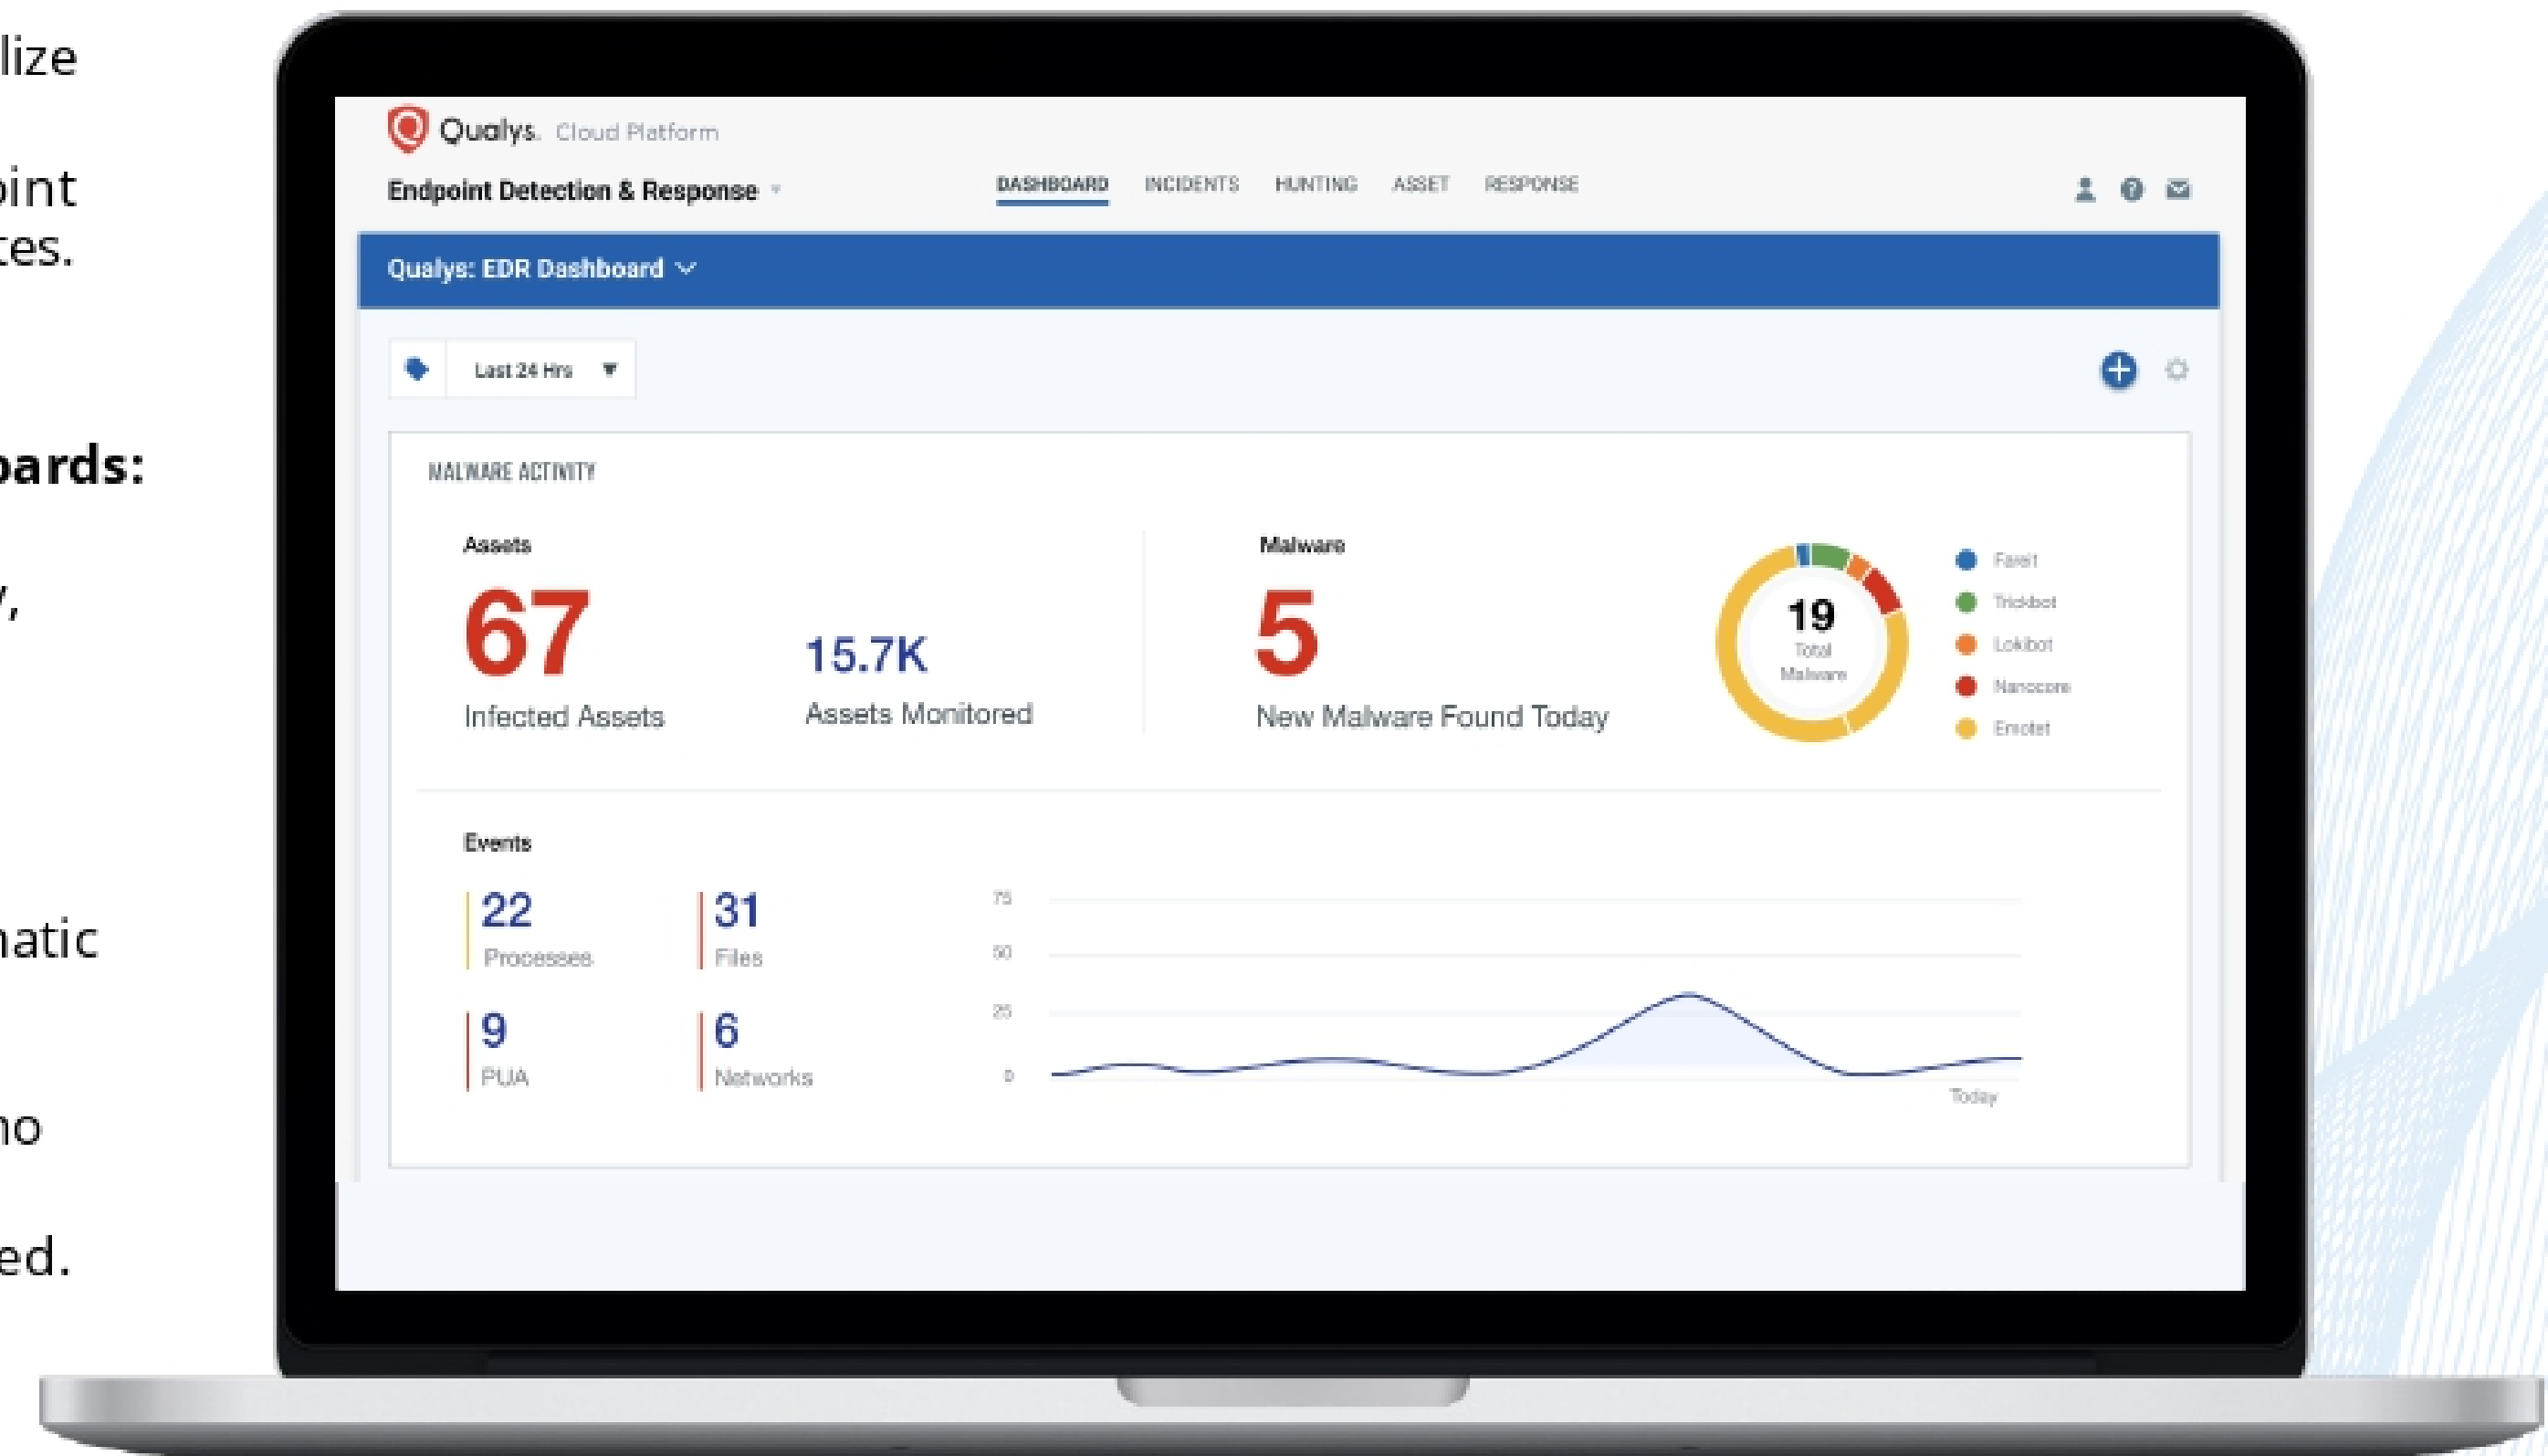 lize
oint
tes.
oards:
y,
natic
no
ed.
Qualys. Cloud Platform
Endpoint Detection & Response
DASHBOARD INCIDENTS HUNTING ASSET RESPONSE
Qualys: EDR Dashboard
Last 24 Hrs
MALWARE ACTIVITY
Assets
67
Infected Assets
15.7K
Assets Monitored
Malware
5
New Malware Found Today
19
Total
Malware
Fareit
Trickbot
Lokibot
Nanocore
Emotet
Events
22
Processes
31
Files
9
PUA
6
Networks
75
50
25
0
Today